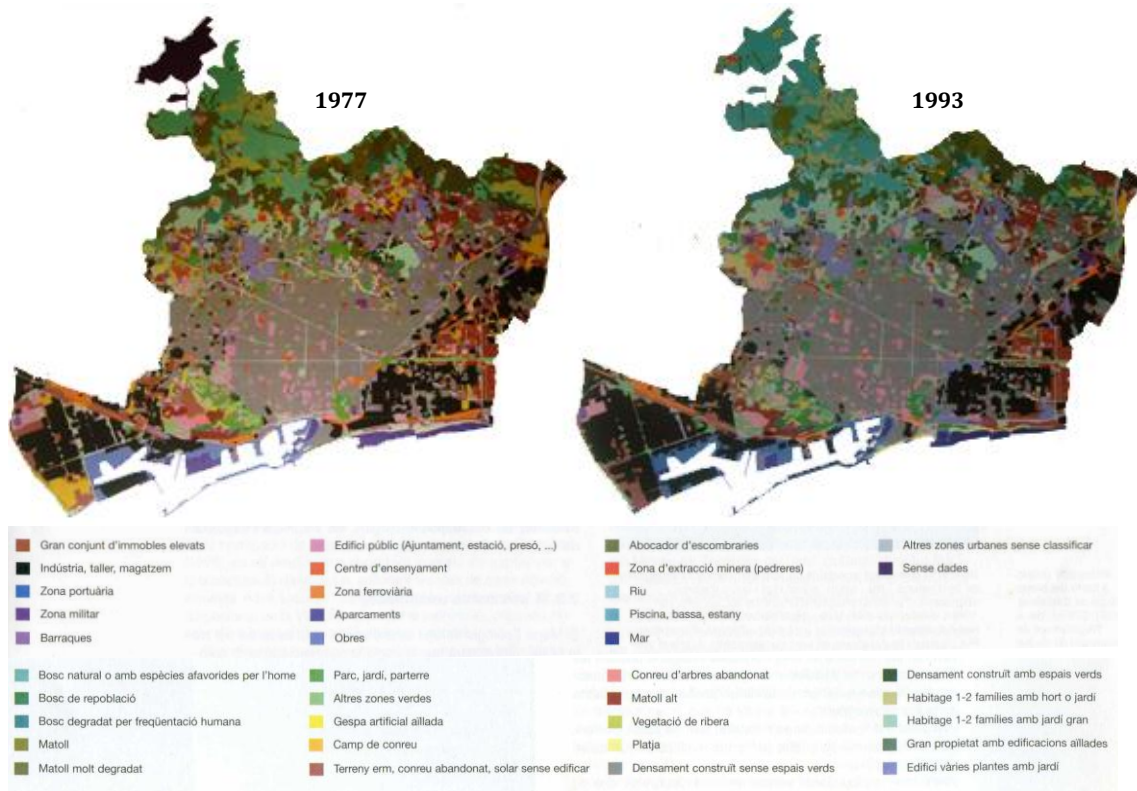 1977
1993
Gran conjunt d'immobles elevats
Indústria, taller, magatzem
Zona portuària
Zona militar
Barraques
Edifici públic (Ajuntament, estació, presó, ...)
Centre d'ensenyament
Zona ferroviària
Aparcaments
Obres
Abocador d'escombraries
Zona d'extracció minera (pedreres)
Riu
Piscina, bassa, estany
Mar
Altres zones urbanes sense classificar
Sense dades
Bosc natural o amb espècies afavorides per l'home
Bosc de repoblació
Bosc degradat per freqüentació humana
Matoll
Matoll molt degradat
Parc, jardí, parterre
Altres zones verdes
Gespa artificial aïllada
Camp de conreu
Terreny erm, conreu abandonat, solar sense edificar
Coreu d'arbres abandonat
Matoll alt
Vegetació de ribera
Platja
Densament construït sense espais verds
Densament construït amb espais verds
Habitage 1-2 famílies amb hort o jardí
Habitage 1-2 famílies amb jardí gran
Gran propietat amb edificacions aïllades
Edifici vàries plantes amb jardí